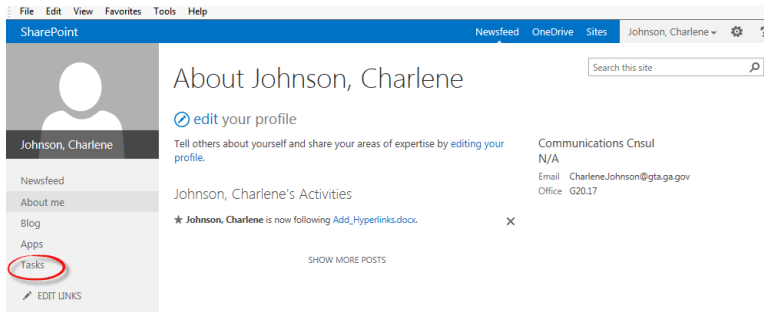 File Edit View Favorites Tools Help
SharePoint Newsfeed OneDrive Sites Johnson, Charlene ?
Search this site
About Johnson, Charlene
edit your profile
Johnson, Charlene
Tell others about yourself and share your areas of expertise by editing your
profile.
Communications Cnsul
N/A
Email Charlene.Johnson@gta.ga.gov
Office G20.17
Newsfeed
About me
Blog
Apps
Tasks
EDIT LINKS
Johnson, Charlene's Activities
Johnson, Charlene is now following Add_Hyperlinks.docx.
SHOW MORE POSTS